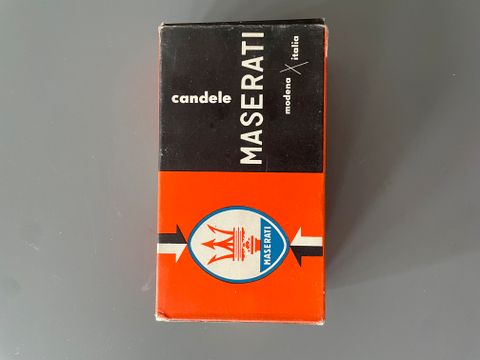 candele
MASERATI
modena italia
MASERATI